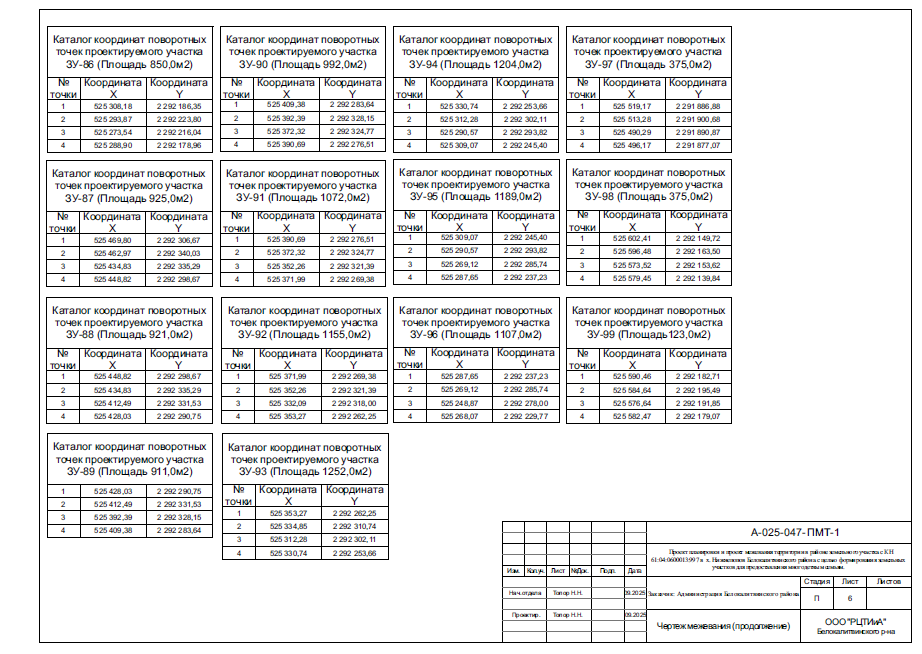 Каталог координат поворотных
точек проектируемого участка
ЗУ-86 (Площадь 850,0м2)
№ точки Координата X Координата Y
1 525 308,18 2 292 186,35
2 525 293,87 2 292 223,80
3 525 273,54 2 292 216,04
4 525 288,90 2 292 178,96
Каталог координат поворотных
точек проектируемого участка
ЗУ-90 (Площадь 992,0м2)
№ точки Координата X Координата Y
1 525 409,38 2 292 283,64
2 525 392,39 2 292 328,15
3 525 372,32 2 292 324,77
4 525 390,69 2 292 276,51
Каталог координат поворотных
точек проектируемого участка
ЗУ-94 (Площадь 1204,0м2)
№ точки Координата X Координата Y
1 525 330,74 2 292 253,66
2 525 312,28 2 292 302,11
3 525 290,57 2 292 293,82
4 525 309,07 2 292 245,40
Каталог координат поворотных
точек проектируемого участка
ЗУ-97 (Площадь 375,0м2)
№ точки Координата X Координата Y
1 525 519,17 2 291 886,88
2 525 513,28 2 291 900,68
3 525 490,29 2 291 890,87
4 525 496,17 2 291 877,07
Каталог координат поворотных
точек проектируемого участка
ЗУ-87 (Площадь 925,0м2)
№ точки Координата X Координата Y
1 525 469,80 2 292 306,67
2 525 462,97 2 292 340,03
3 525 434,83 2 292 335,29
4 525 448,82 2 292 298,67
Каталог координат поворотных
точек проектируемого участка
ЗУ-91 (Площадь 1072,0м2)
№ точки Координата X Координата Y
1 525 390,69 2 292 276,51
2 525 372,32 2 292 324,77
3 525 352,26 2 292 321,39
4 525 371,99 2 292 269,38
Каталог координат поворотных
точек проектируемого участка
ЗУ-95 (Площадь 1189,0м2)
№ точки Координата X Координата Y
1 525 309,07 2 292 245,40
2 525 290,57 2 292 293,82
3 525 269,12 2 292 285,74
4 525 287,65 2 292 237,23
Каталог координат поворотных
точек проектируемого участка
ЗУ-98 (Площадь 375,0м2)
№ точки Координата X Координата Y
1 525 602,41 2 292 149,72
2 525 596,48 2 292 163,50
3 525 573,52 2 292 153,62
4 525 579,45 2 292 139,84
Каталог координат поворотных
точек проектируемого участка
ЗУ-88 (Площадь 921,0м2)
№ точки Координата X Координата Y
1 525 448,82 2 292 298,67
2 525 434,83 2 292 335,29
3 525 412,49 2 292 331,53
4 525 428,03 2 292 290,75
Каталог координат поворотных
точек проектируемого участка
ЗУ-92 (Площадь 1155,0м2)
№ точки Координата X Координата Y
1 525 371,99 2 292 269,38
2 525 352,26 2 292 321,39
3 525 332,09 2 292 318,00
4 525 353,27 2 292 262,25
Каталог координат поворотных
точек проектируемого участка
ЗУ-96 (Площадь 1107,0м2)
№ точки Координата X Координата Y
1 525 287,65 2 292 237,23
2 525 269,12 2 292 285,74
3 525 248,87 2 292 278,00
4 525 268,07 2 292 229,77
Каталог координат поворотных
точек проектируемого участка
ЗУ-99 (Площадь123,0м2)
№ точки Координата X Координата Y
1 525 590,46 2 292 182,71
2 525 584,64 2 292 195,49
3 525 576,64 2 292 191,85
4 525 582,47 2 292 179,07
Каталог координат поворотных
точек проектируемого участка
ЗУ-89 (Площадь 911,0м2)
1 525 428,03 2 292 290,75
2 525 412,49 2 292 331,53
3 525 392,39 2 292 328,15
4 525 409,38 2 292 283,64
Каталог координат поворотных
точек проектируемого участка
ЗУ-93 (Площадь 1252,0м2)
№ точки Координата X Координата Y
1 525 353,27 2 292 262,25
2 525 334,85 2 292 310,74
3 525 312,28 2 292 302,11
4 525 330,74 2 292 253,66
А-025-047-ПМТ-1
Проект планировки и проект межевания территории в районе земельного участка с КН
61:04:0600013:997 в х. Нижнепопов Белокалитвинского района с целью формирования земельных
участков для предоставления многодетным семьям.
Изм. Колуч. Лист №Док. Подп. Дата
Стадия Лист Листов
Нач.отдела Топор Н.Н. 09.2025
Заказчик: Администрация Белокалитвинского района
П 6
Проектир. Топор Н.Н. 09.2025
Чертеж межевания (продолжение)
ООО "РЦТИиА"
Белокалитвинского р-на